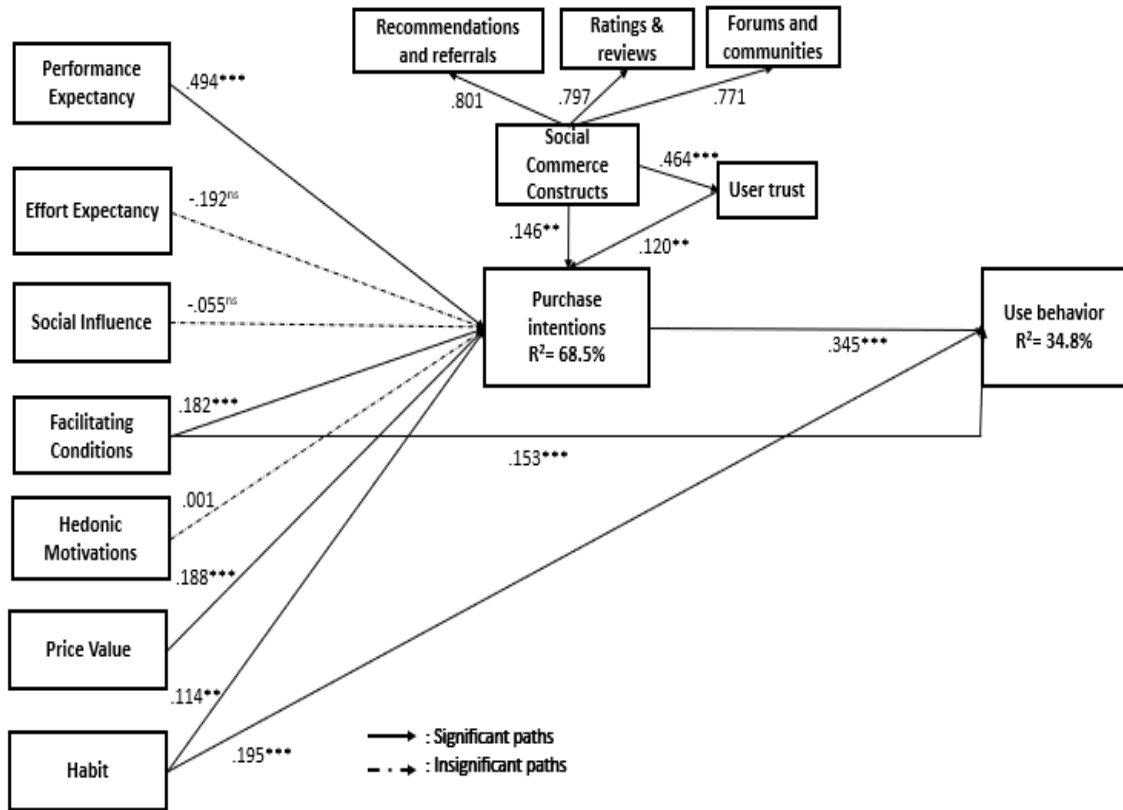 Recommendations
and referrals
Ratings &
reviews
Forums and
communities
Performance
Expectancy
.494***
.801
.797
.771
Social
Commerce
Constructs
.464***
User trust
Effort Expectancy
-.192ns
.146**
.120**
Social Influence
-.055ns
Purchase
intentions
R²= 68.5%
.345***
Use behavior
R²= 34.8%
Facilitating
Conditions
.182***
.153***
Hedonic
Motivations
.001
.188***
Price Value
.114**
Habit
.195***
: Significant paths
: Insignificant paths